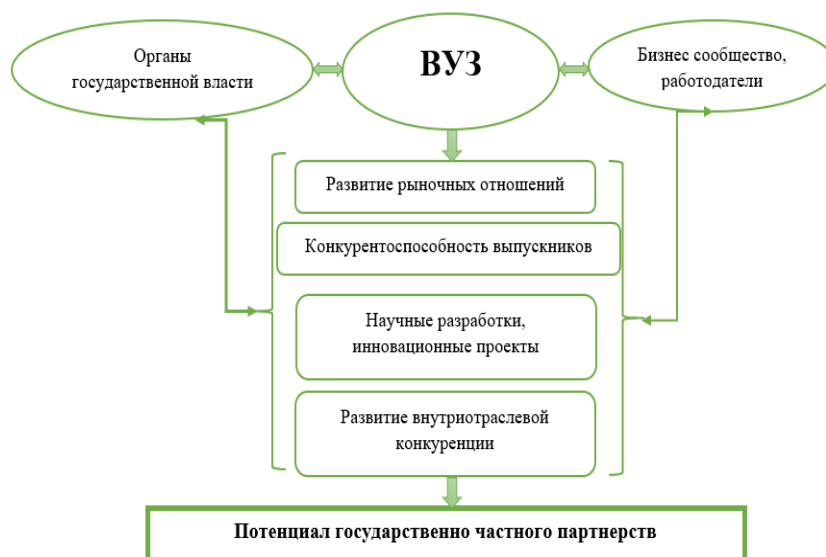 Органы
государственной власти
ВУЗ
Бизнес сообщество,
работодатели
Развитие рыночных отношений
Конкурентоспособность выпускников
Научные разработки,
инновационные проекты
Развитие внутриотраслевой
конкуренции
Потенциал государственно частного партнерств